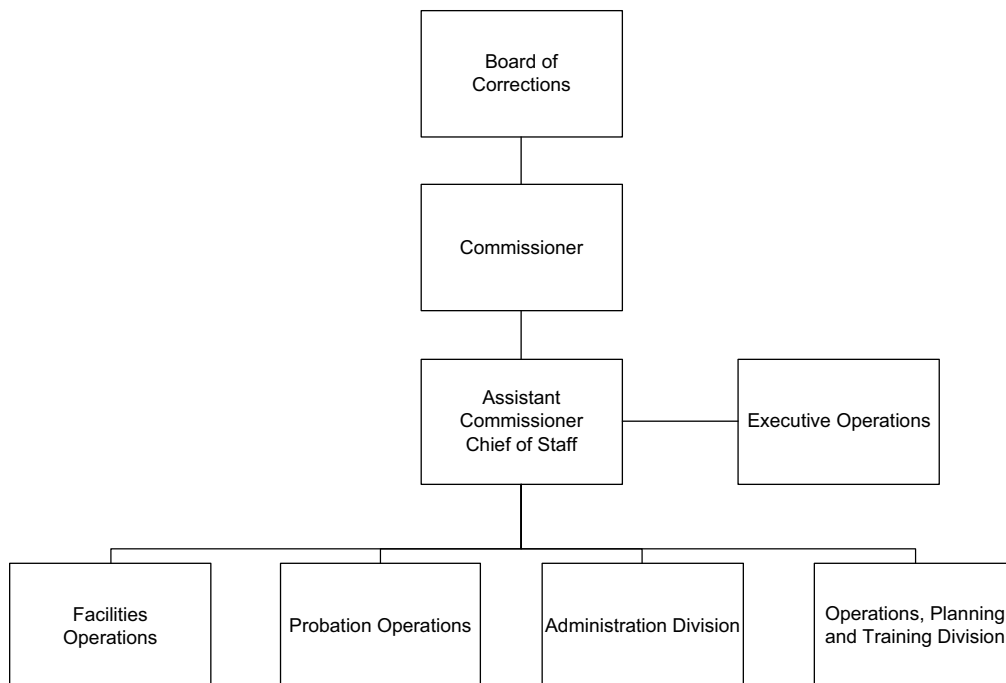 Board of
Corrections
Commissioner
Assistant
Commissioner
Chief of Staff
Executive Operations
Facilities
Operations
Probation Operations
Administration Division
Operations, Planning
and Training Division